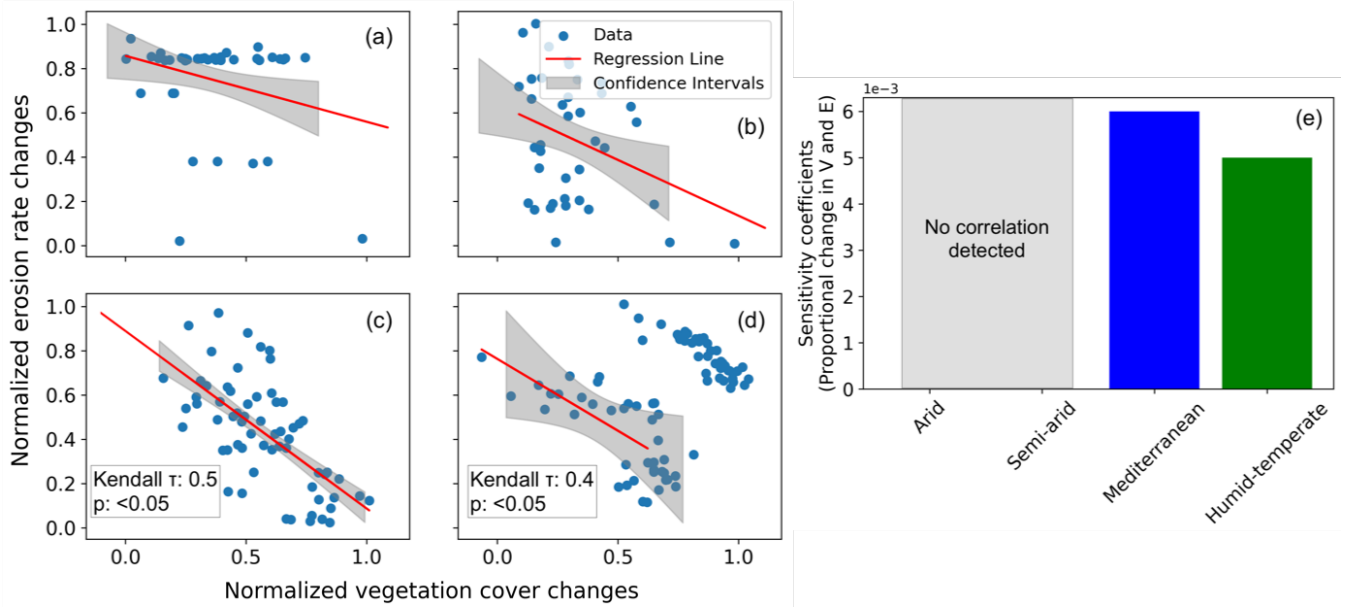 (a)
1.0
0.8
0.6
0.4
0.2
0.0
Normalized erosion rate changes
Data
Regression Line
Confidence Intervals
(b)
(c)
1.0
0.8
0.6
0.4
0.2
0.0
Kendall τ: 0.5
p: <0.05
0.0
0.5
1.0
(d)
Kendall τ: 0.4
p: <0.05
0.0
0.5
1.0
Normalized vegetation cover changes
1e−3
(e)
6
5
4
3
2
1
0
Sensitivity coefficients
(Proportional change in V and E)
No correlation
detected
Arid
Semi-arid
Mediterranean
Humid-temperate